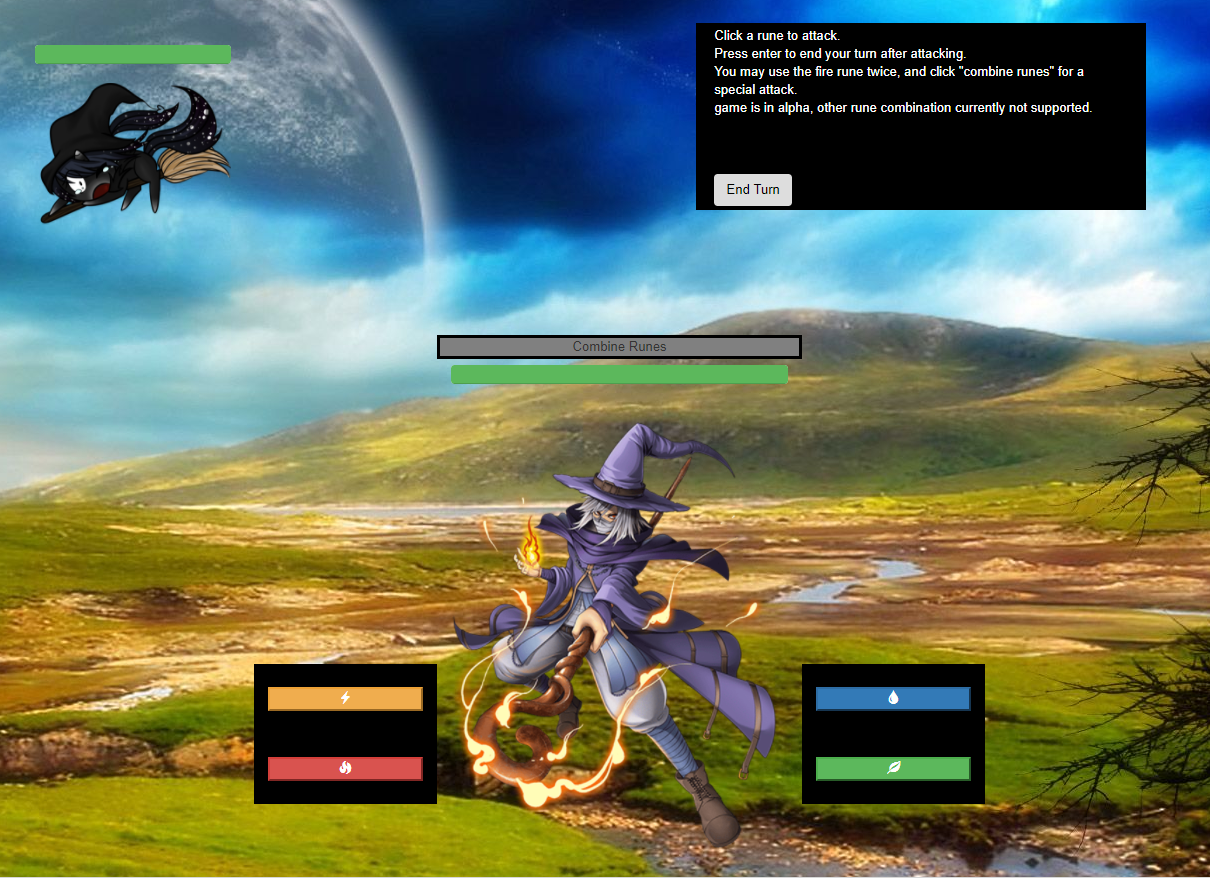 Click a rune to attack.
Press enter to end your turn after attacking.
You may use the fire rune twice, and click "combine runes" for a
special attack.
game is in alpha, other rune combination currently not supported.
End Turn
Combine Runes